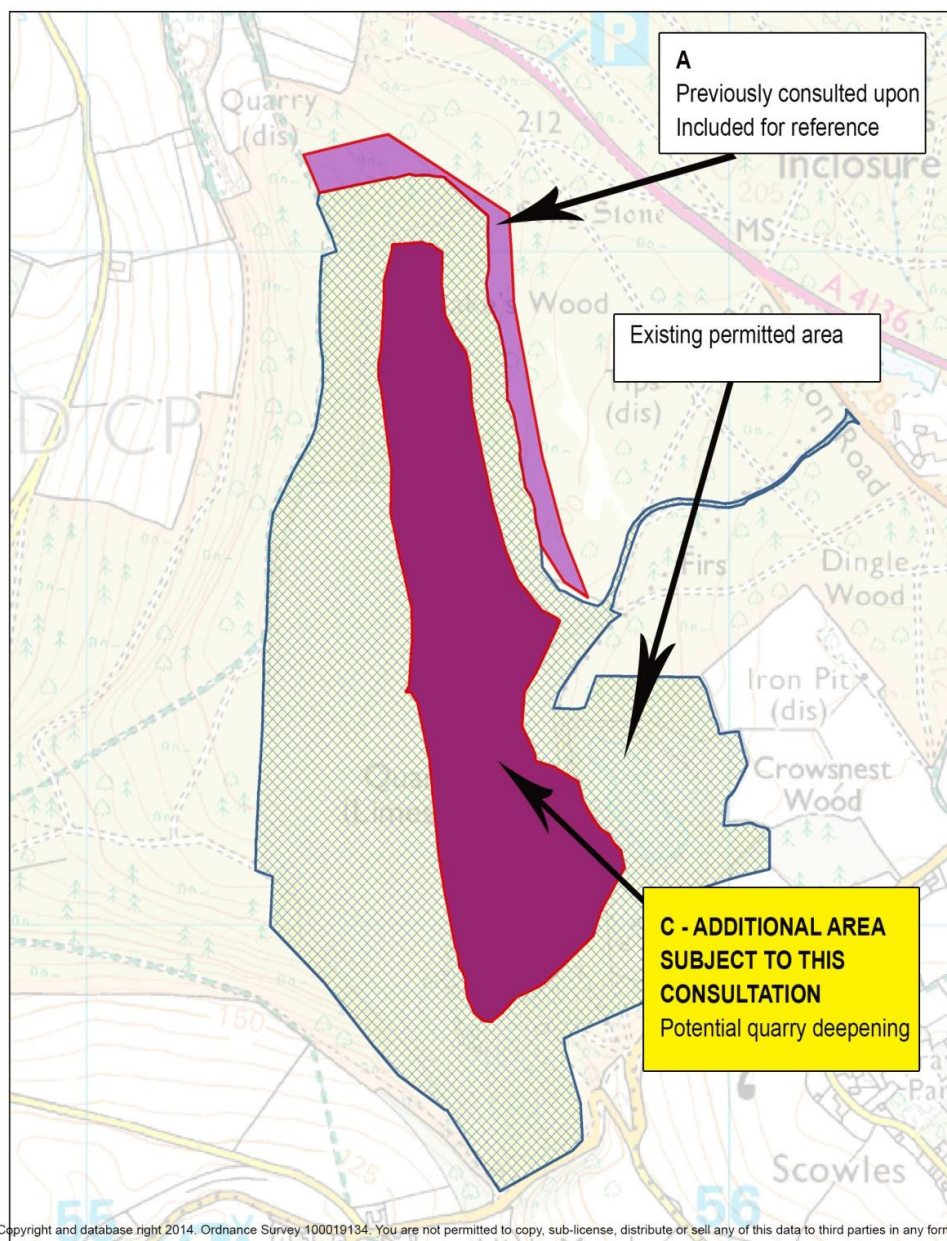 P
A
Previously consulted upon
Included for reference
Quarry
(dis)
212
Inclosure
205
Stone
MS
A 4136
Wood
Existing permitted area
Tips
(dis)
228
Road
D CP
Firs
Dingle
Wood
Iron Pit
(dis)
Crowsnest
Wood
C - ADDITIONAL AREA
SUBJECT TO THIS
CONSULTATION
Potential quarry deepening
150
125
Scowles
55
56
Copyright and database right 2014. Ordnance Survey 100019134. You are not permitted to copy, sub-license, distribute or sell any of this data to third parties in any form